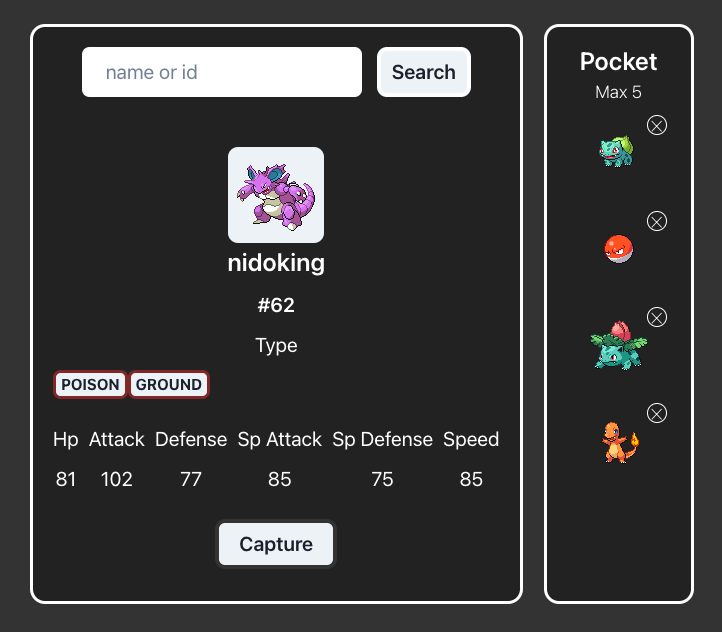 name or id
Search
nidoking
#62
Type
POISON GROUND
Hp Attack Defense Sp Attack Sp Defense Speed
81 102 77 85 75 85
Capture
Pocket
Max 5